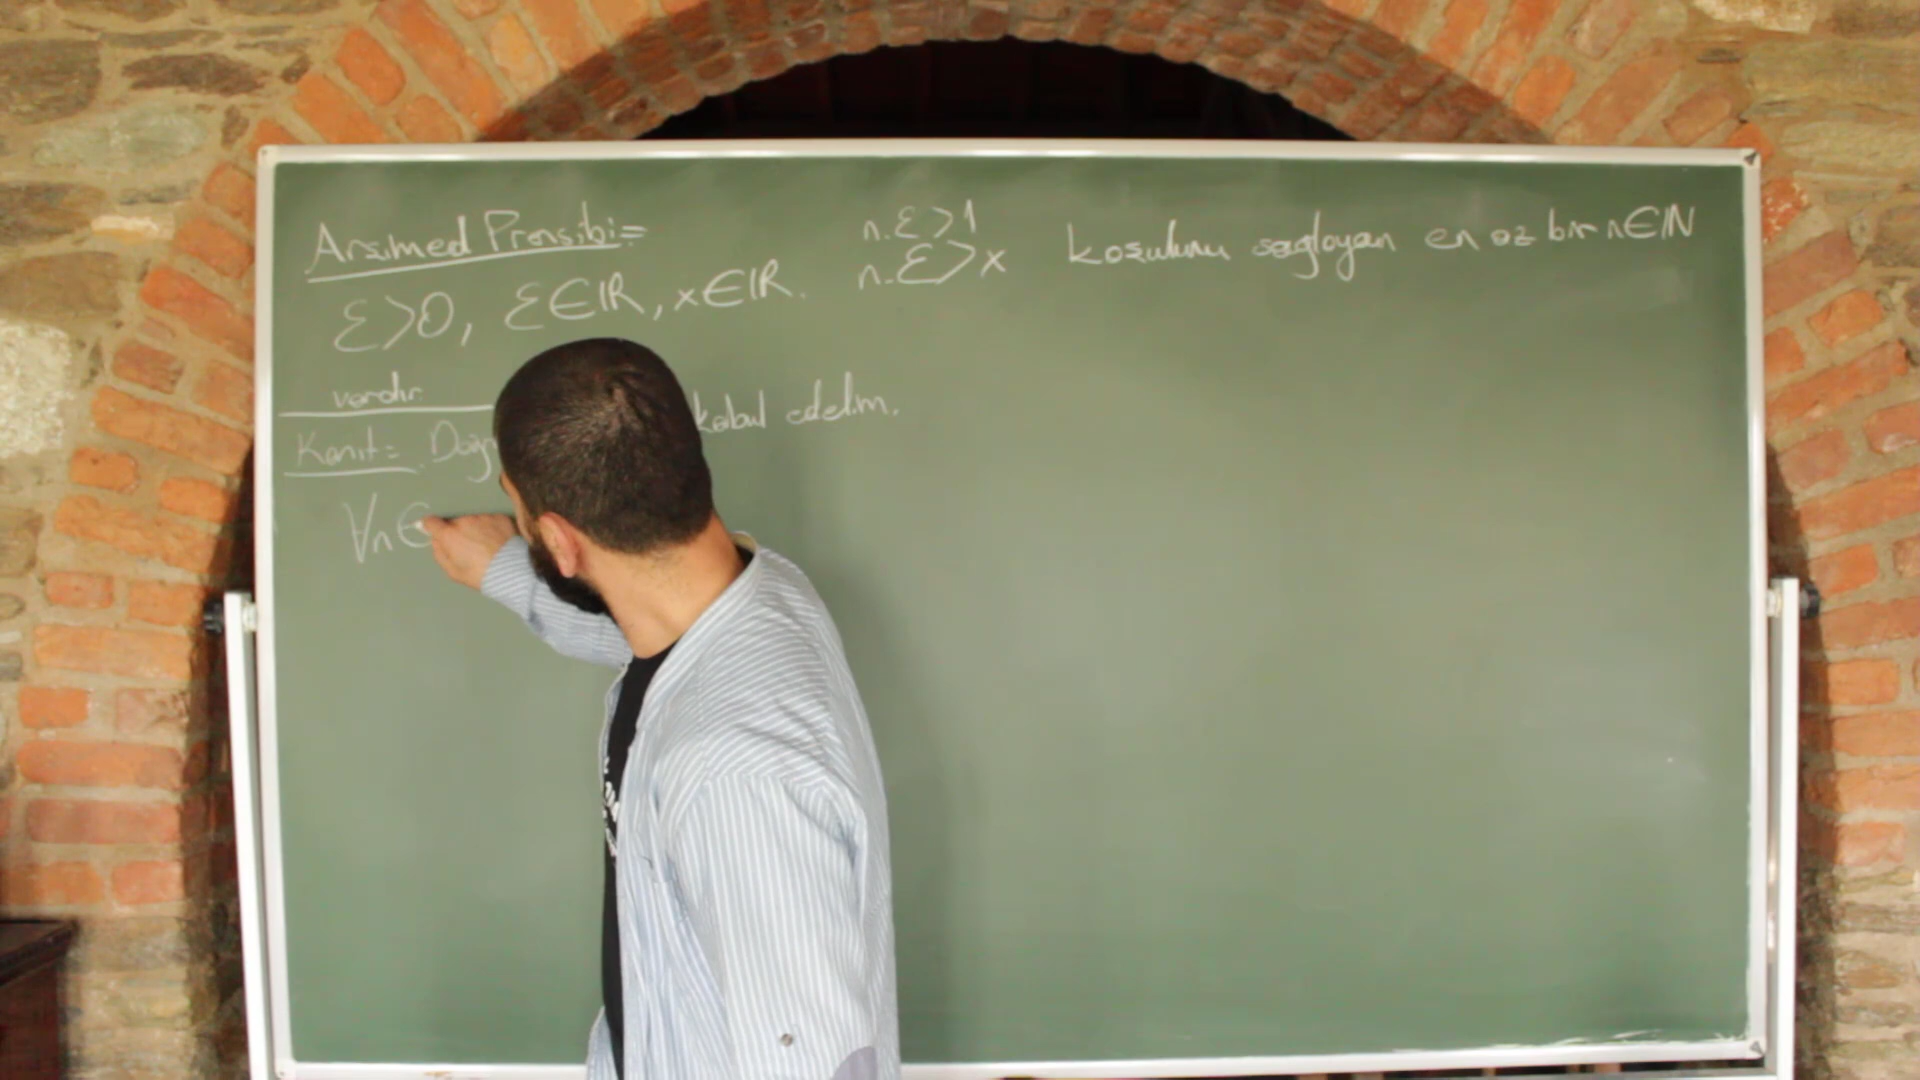 Arşimed Prensibi=
n.ε>1
ε>0, ε∈ℝ, x∈ℝ. n.ε>x koşulunu sağlayan en az bir n∈ℕ
vardır
Kanıt= kabul edelim.
∀n∈